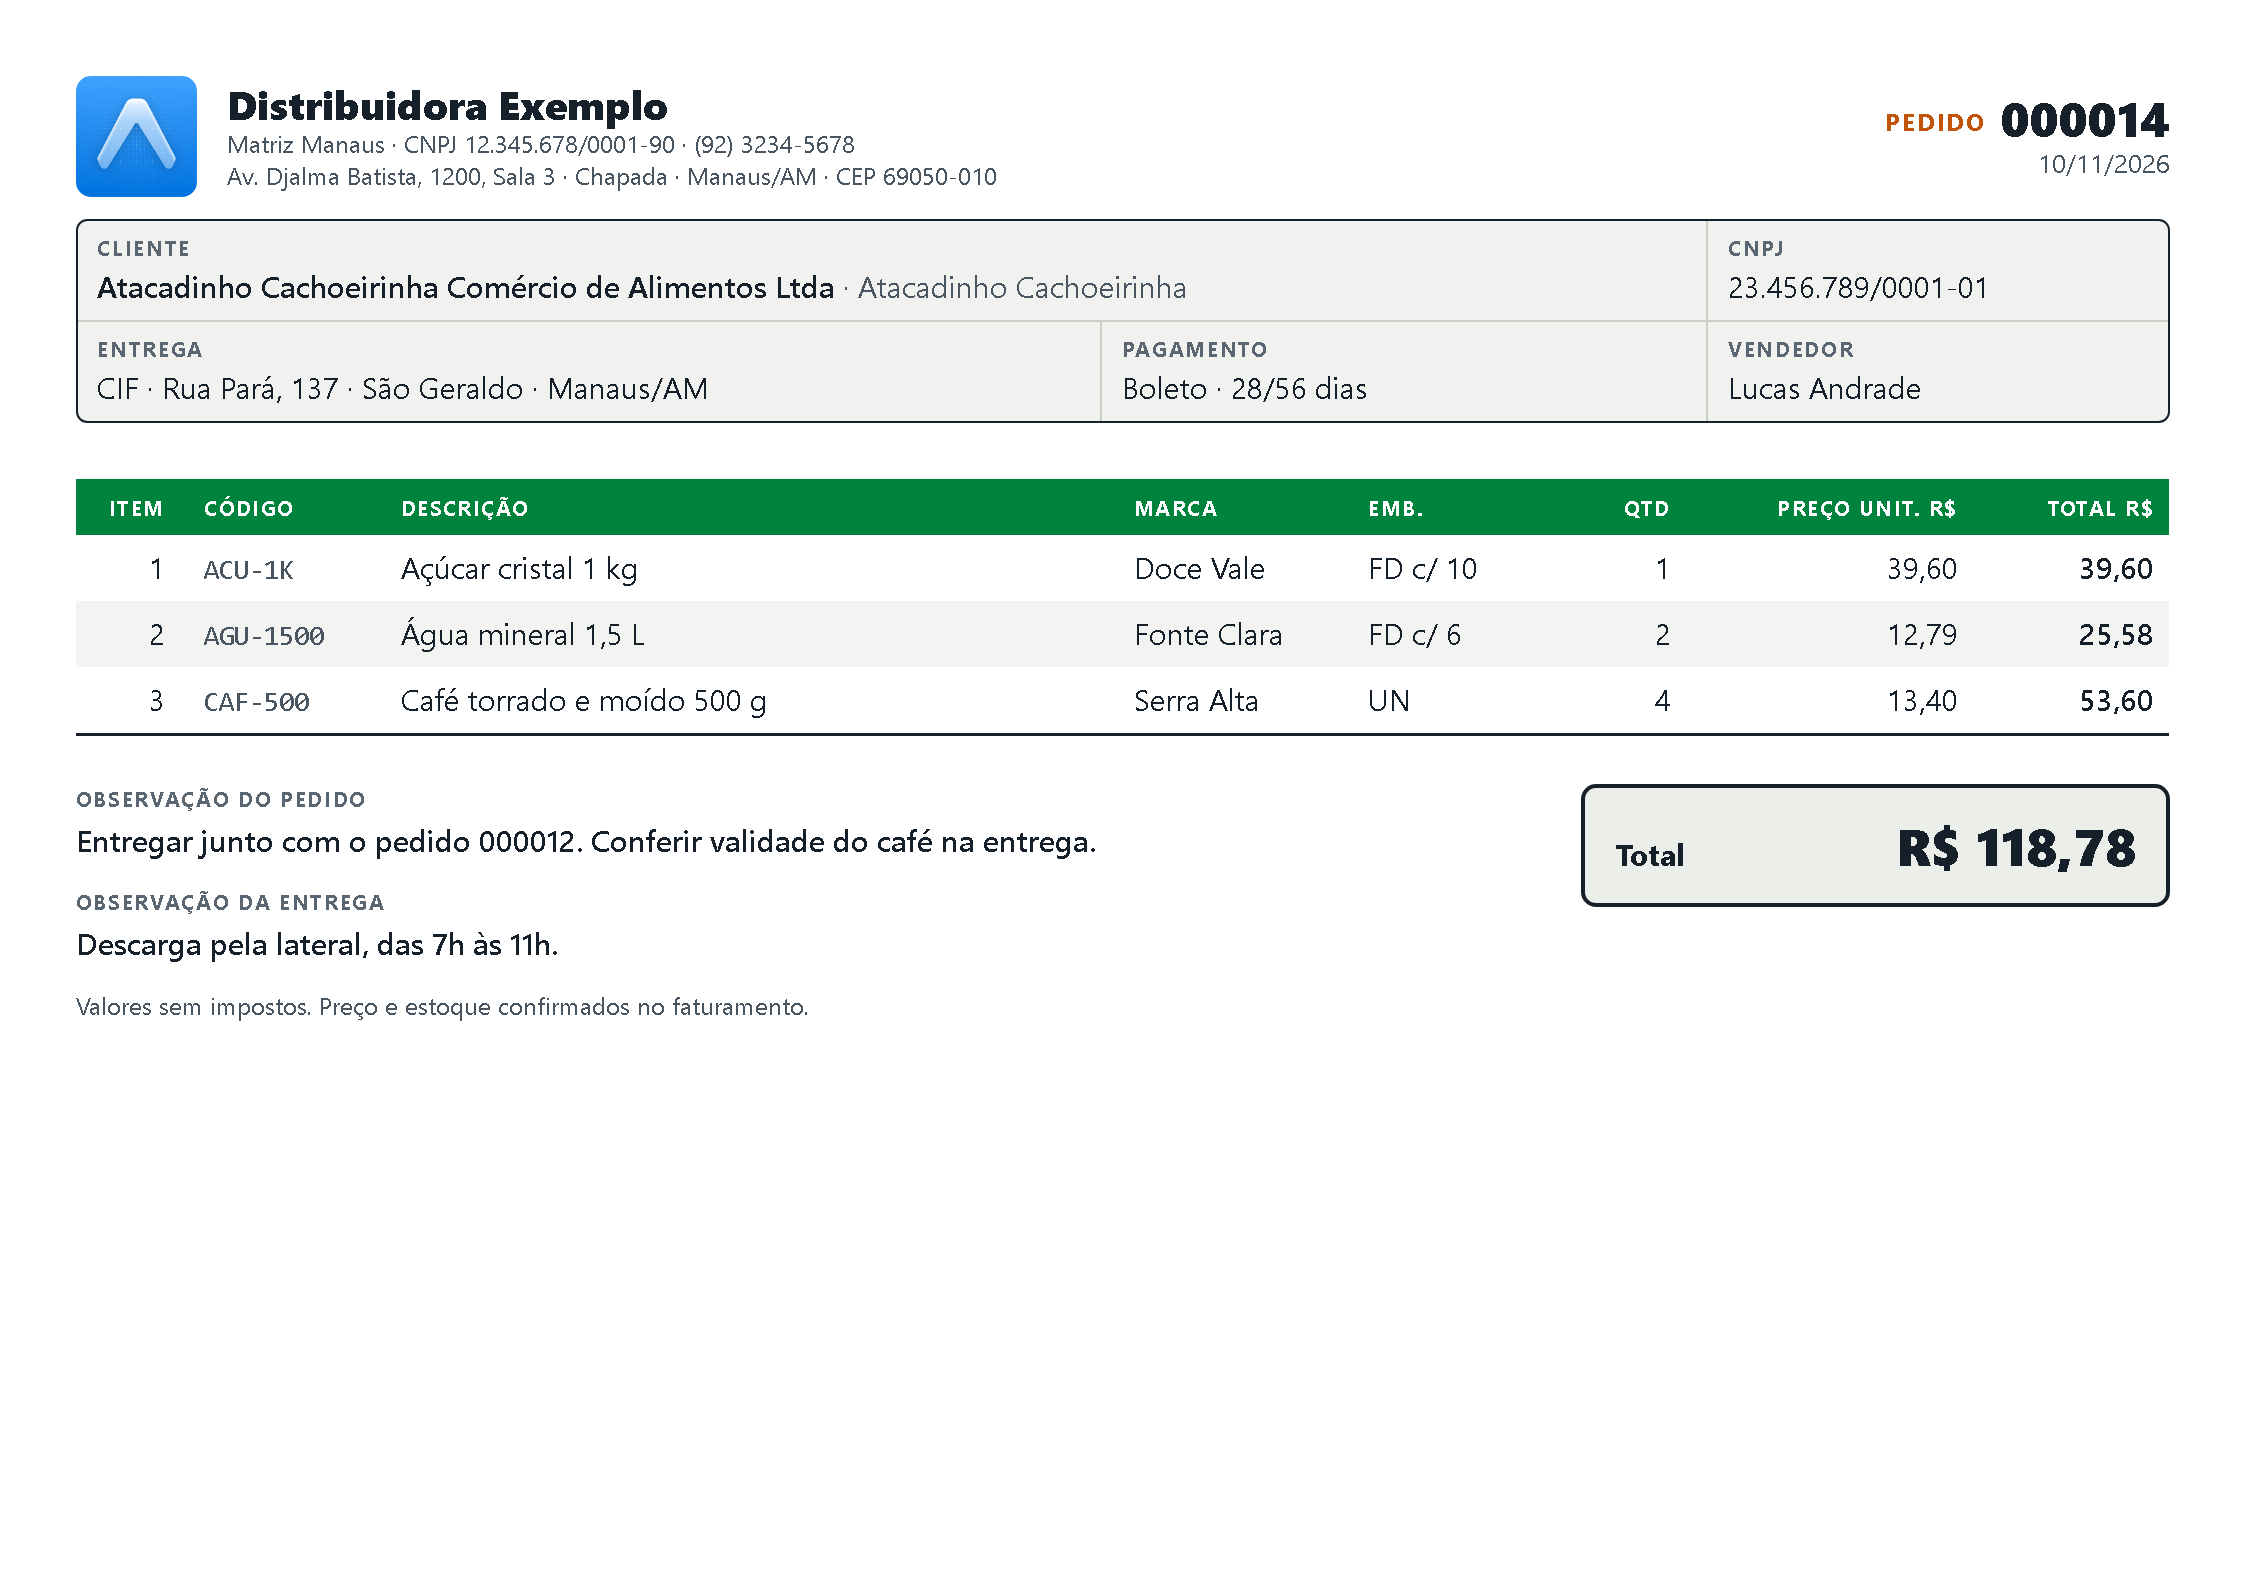 Distribuidora Exemplo
Matriz Manaus · CNPJ 12.345.678/0001-90 · (92) 3234-5678
Av. Djalma Batista, 1200, Sala 3 · Chapada · Manaus/AM · CEP 69050-010
PEDIDO 000014
10/11/2026
CLIENTE
Atacadinho Cachoeirinha Comércio de Alimentos Ltda · Atacadinho Cachoeirinha
CNPJ
23.456.789/0001-01
ENTREGA
CIF · Rua Pará, 137 · São Geraldo · Manaus/AM
PAGAMENTO
Boleto · 28/56 dias
VENDEDOR
Lucas Andrade
ITEM CÓDIGO DESCRIÇÃO MARCA EMB. QTD PREÇO UNIT. R$ TOTAL R$
1 ACU-1K Açúcar cristal 1 kg Doce Vale FD c/ 10 1 39,60 39,60
2 AGU-1500 Água mineral 1,5 L Fonte Clara FD c/ 6 2 12,79 25,58
3 CAF-500 Café torrado e moído 500 g Serra Alta UN 4 13,40 53,60
OBSERVAÇÃO DO PEDIDO
Entregar junto com o pedido 000012. Conferir validade do café na entrega.
OBSERVAÇÃO DA ENTREGA
Descarga pela lateral, das 7h às 11h.
Valores sem impostos. Preço e estoque confirmados no faturamento.
Total R$ 118,78